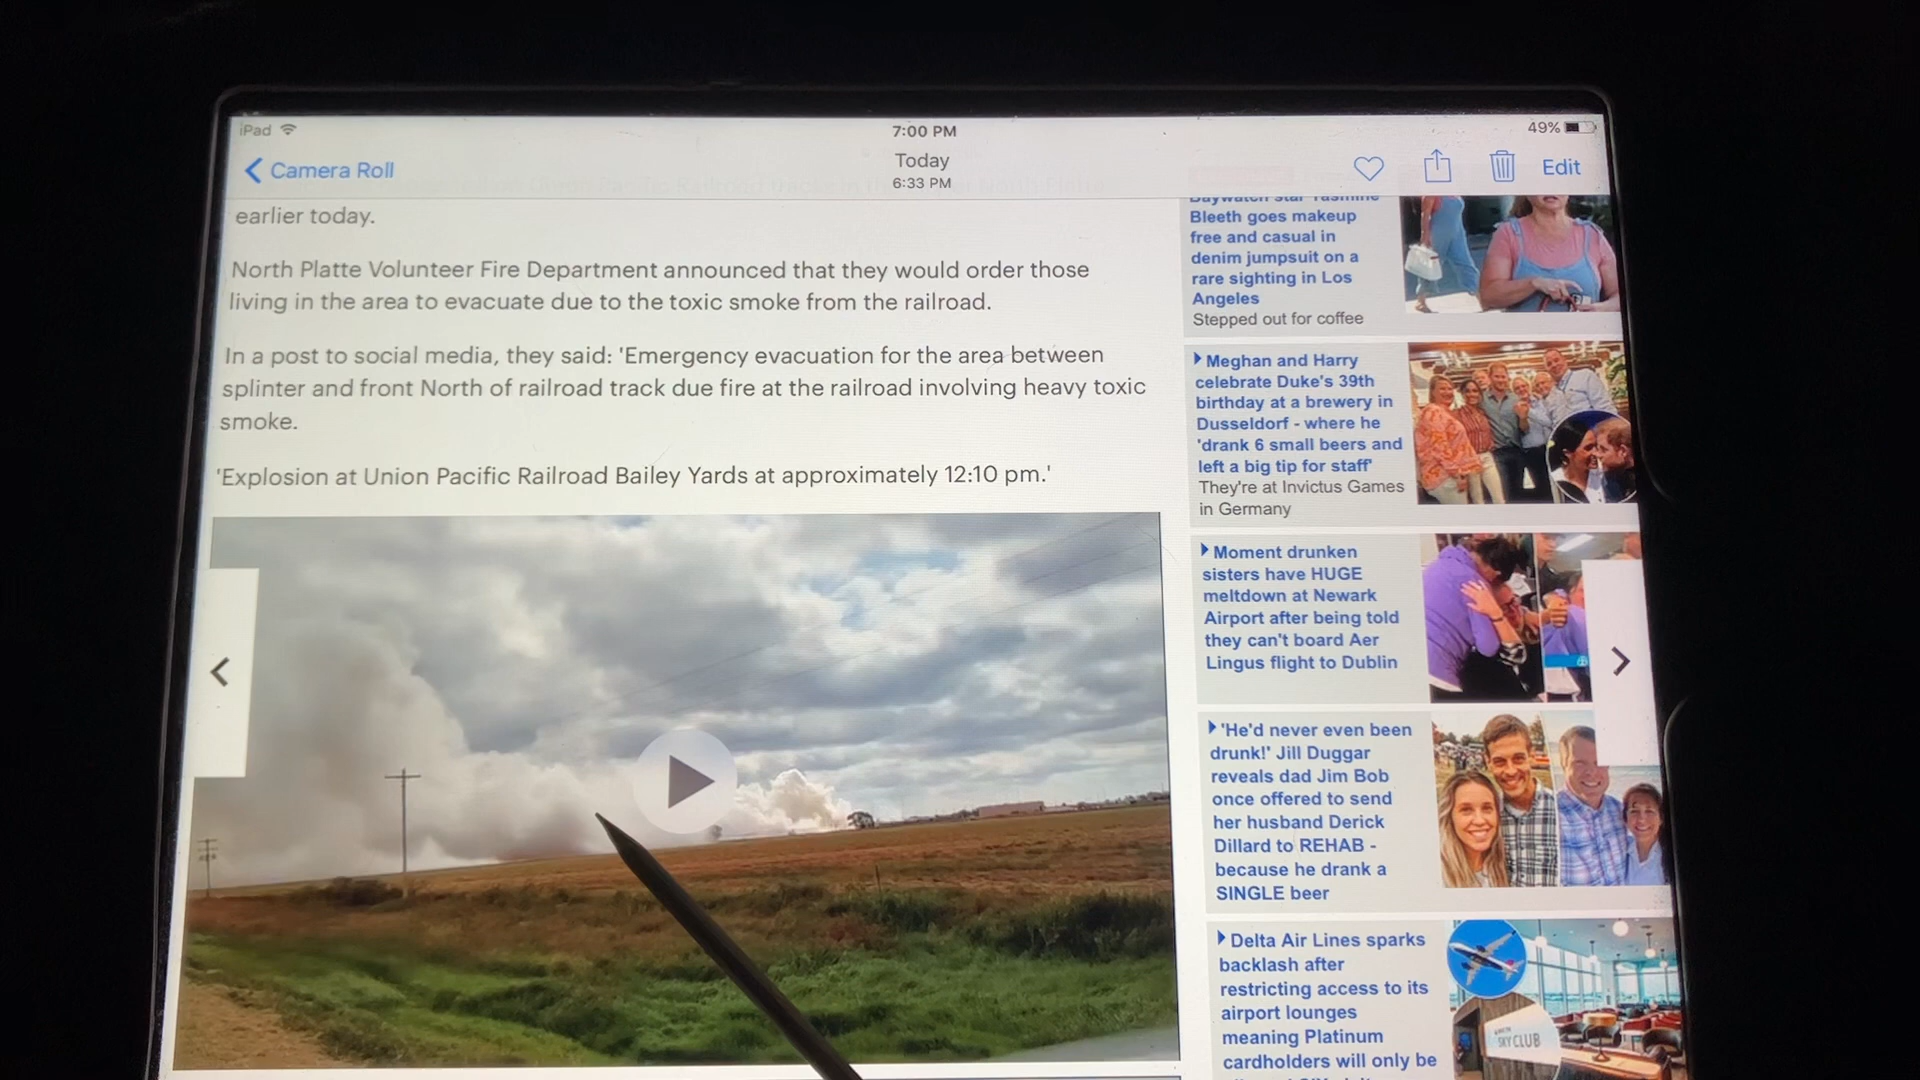 iPad
7:00 PM
49%
Camera Roll
Today
6:33 PM
Edit
earlier today.
North Platte Volunteer Fire Department announced that they would order those
living in the area to evacuate due to the toxic smoke from the railroad.
In a post to social media, they said: 'Emergency evacuation for the area between
splinter and front North of railroad track due fire at the railroad involving heavy toxic
smoke.
'Explosion at Union Pacific Railroad Bailey Yards at approximately 12:10 pm.'
Baywatch star Yasmine
Bleeth goes makeup
free and casual in
denim jumpsuit on a
rare sighting in Los
Angeles
Stepped out for coffee
Meghan and Harry
celebrate Duke's 39th
birthday at a brewery in
Dusseldorf - where he
'drank 6 small beers and
left a big tip for staff'
They're at Invictus Games
in Germany
Moment drunken
sisters have HUGE
meltdown at Newark
Airport after being told
they can't board Aer
Lingus flight to Dublin
'He'd never even been
drunk!' Jill Duggar
reveals dad Jim Bob
once offered to send
her husband Derick
Dillard to REHAB -
because he drank a
SINGLE beer
Delta Air Lines sparks
backlash after
restricting access to its
airport lounges
meaning Platinum
cardholders will only be
SKY CLUB